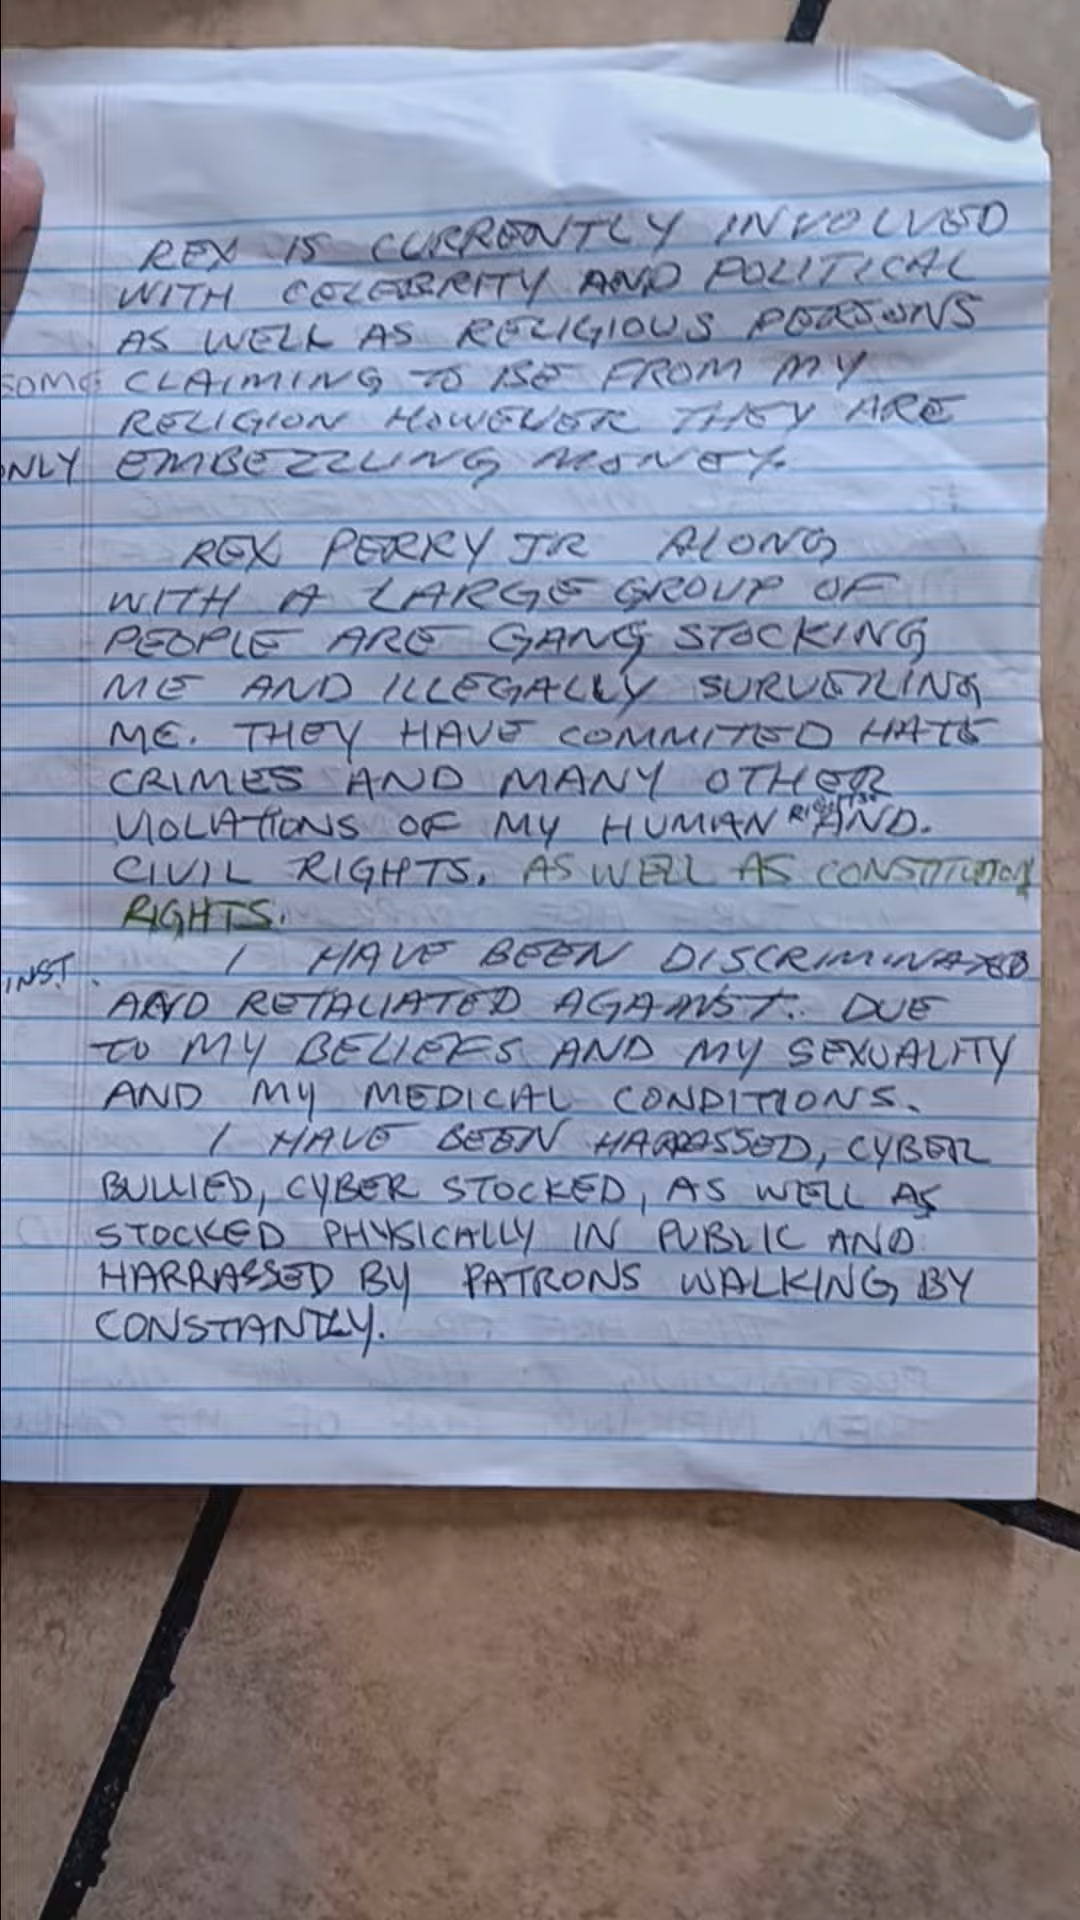 REX IS CURRENTLY INVOLVED
WITH CELEBRITY AND POLITICAL
AS WELL AS RELIGIOUS PERSONS
SOME CLAIMING TO BE FROM MY
RELIGION HOWEVER THEY ARE
ONLY EMBEZZLING MONEY.
REX PERRY JR ALONG
WITH A LARGE GROUP OF
PEOPLE ARE GANG STOCKING
ME AND ILLEGALLY SURVEILING
ME. THEY HAVE COMMITED HATE
CRIMES AND MANY OTHER
VIOLATIONS OF MY HUMAN RIGHTS AND.
CIVIL RIGHTS. AS WELL AS CONSTITUTION
RIGHTS.
I HAVE BEEN DISCRIMINATED
INST. AND RETALIATED AGAINST. DUE
TO MY BELIEFS AND MY SEXUALITY
AND MY MEDICAL CONDITIONS.
I HAVE BEEN HARRASSED, CYBER
BULLIED, CYBER STOCKED, AS WELL AS
STOCKED PHYSICALLY IN PUBLIC AND
HARRASSED BY PATRONS WALKING BY
CONSTANTLY.